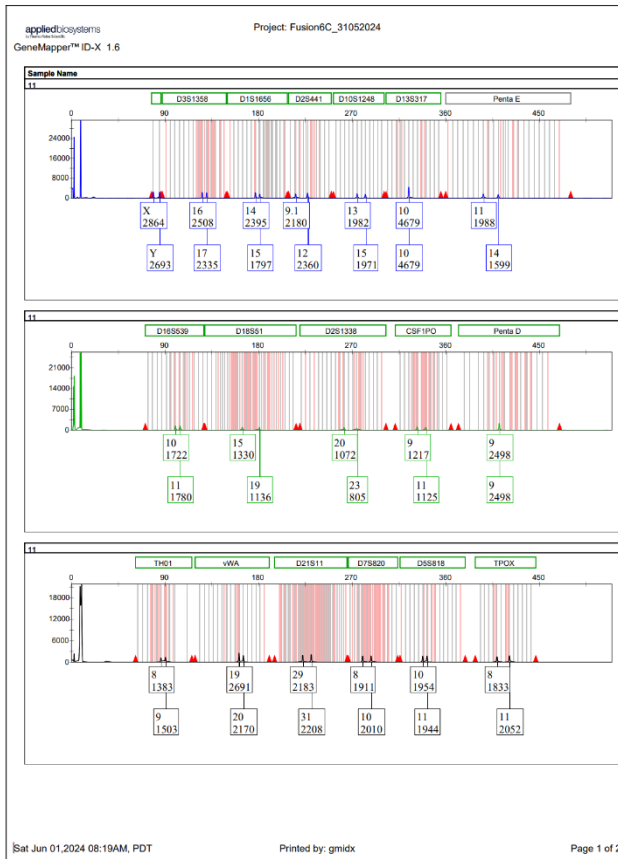 appliedbiosystems
Project: Fusion6C_31052024
GeneMapper™ ID-X 1.6
Sample Name
11
D3S1358 D1S1656 D2S441 D10S1248 D13S317 Penta E
0 90 180 270 360 450
24000
16000
8000
0
X 16 14 9.1 13 10 11
2864 2508 2395 2180 1982 4679 1988
Y 17 15 12 15 10 14
2693 2335 1797 2360 1971 4679 1599
11
D16S539 D18S51 D2S1338 CSF1PO Penta D
0 90 180 270 360 450
21000
14000
7000
0
10 15 20 9 9
1722 1330 1072 1217 2498
11 19 23 11 9
1780 1136 805 1125 2498
11
TH01 vWA D21S11 D7S820 D5S818 TPOX
0 90 180 270 360 450
18000
12000
6000
0
8 19 29 8 10 8
1383 2691 2183 1911 1954 1833
9 20 31 10 11 11
1503 2170 2208 2010 1944 2052
Sat Jun 01,2024 08:19AM, PDT Printed by: gmidx Page 1 of 2